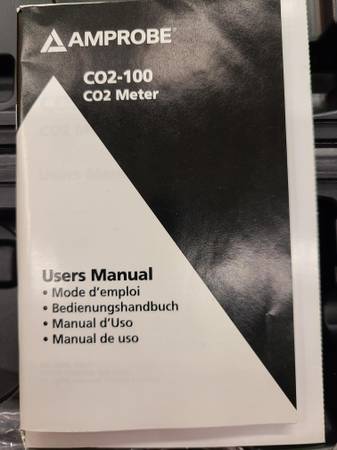 AMPROBE®
CO2-100
CO2 Meter
Users Manual
• Mode d'emploi
• Bedienungshandbuch
• Manual d'Uso
• Manual de uso